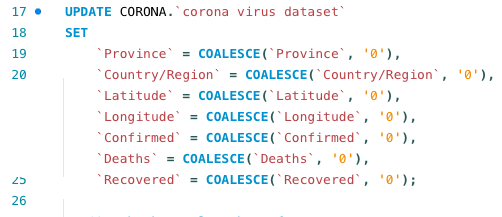 17 UPDATE CORONA.`corona virus dataset`
18 SET
19 `Province` = COALESCE(`Province`, '0'),
20 `Country/Region` = COALESCE(`Country/Region`, '0'),
`Latitude` = COALESCE(`Latitude`, '0'),
`Longitude` = COALESCE(`Longitude`, '0'),
`Confirmed` = COALESCE(`Confirmed`, '0'),
`Deaths` = COALESCE(`Deaths`, '0'),
25 `Recovered` = COALESCE(`Recovered`, '0');
26